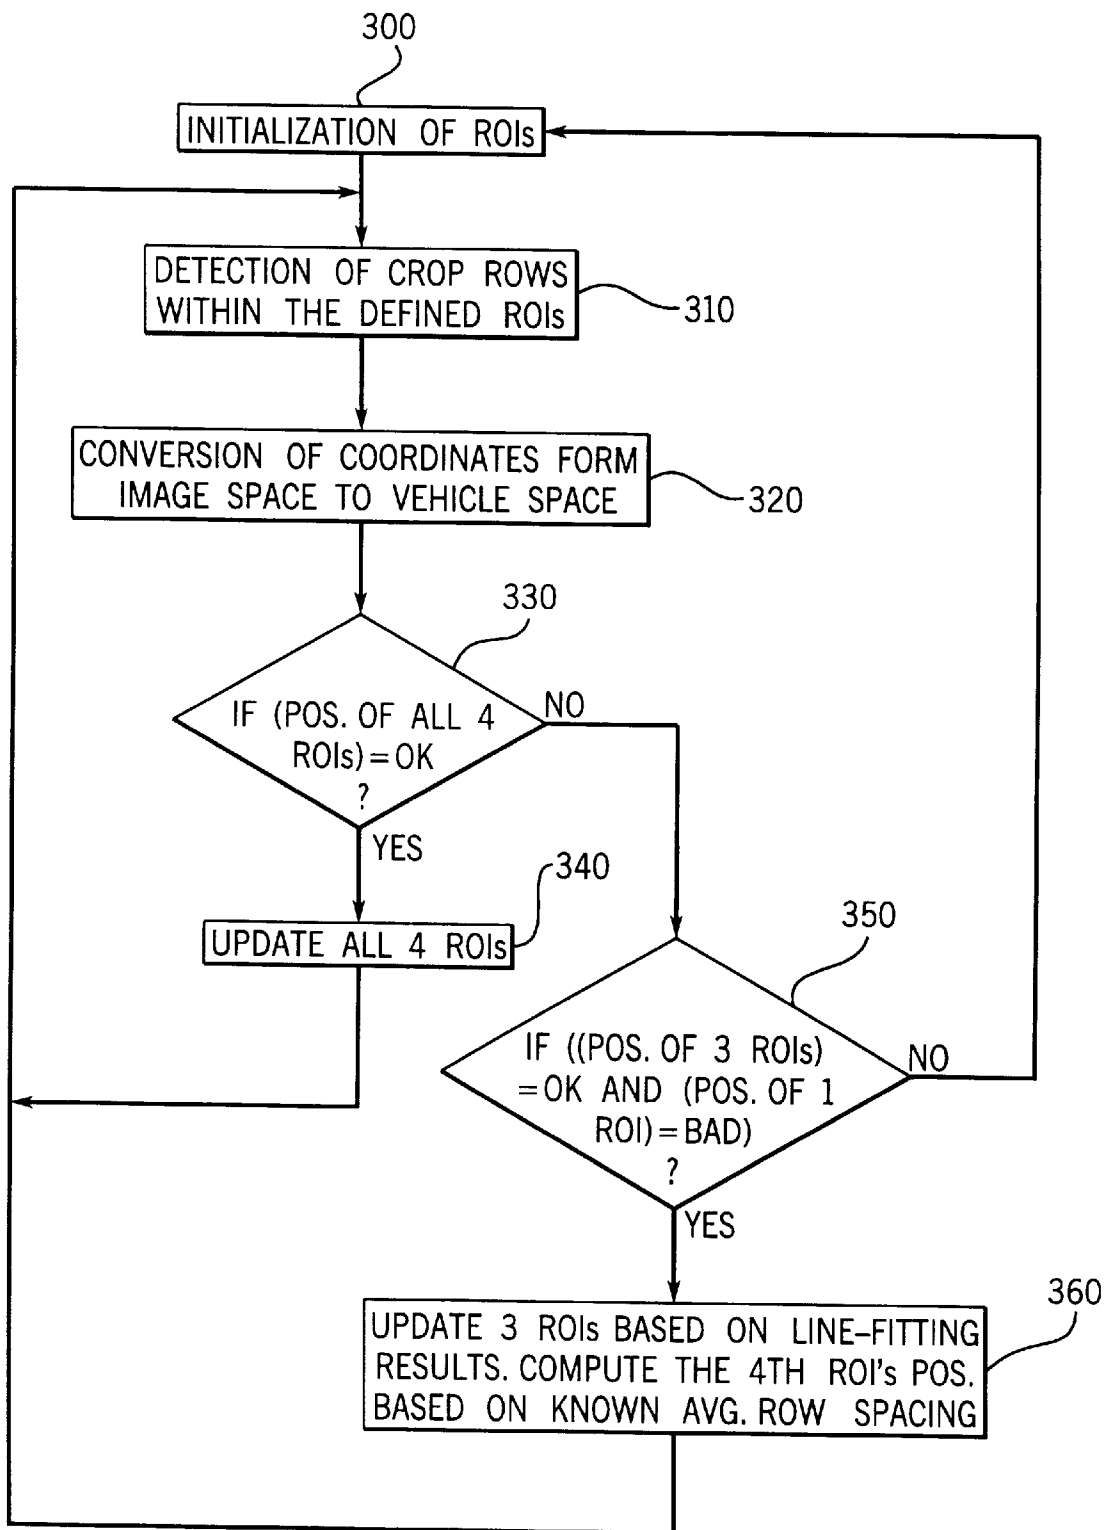 300
INITIALIZATION OF ROIs
DETECTION OF CROP ROWS
WITHIN THE DEFINED ROIs
310
CONVERSION OF COORDINATES FORM
IMAGE SPACE TO VEHICLE SPACE
320
330
IF (POS. OF ALL 4
ROIs)=OK
?
NO
YES
340
UPDATE ALL 4 ROIs
350
IF ((POS. OF 3 ROIs)
=OK AND (POS. OF 1
ROI)=BAD)
?
NO
YES
360
UPDATE 3 ROIs BASED ON LINE-FITTING
RESULTS. COMPUTE THE 4TH ROI's POS.
BASED ON KNOWN AVG. ROW SPACING